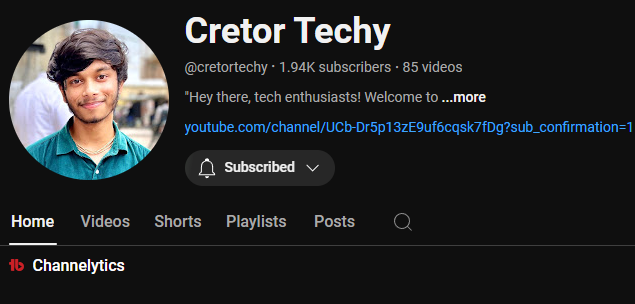 Cretor Techy
@cretortechy · 1.94K subscribers · 85 videos
"Hey there, tech enthusiasts! Welcome to ...more
youtube.com/channel/UCb-Dr5p13zE9uf6cqsk7fDg?sub_confirmation=1
Subscribed
Home Videos Shorts Playlists Posts
tb Channelytics